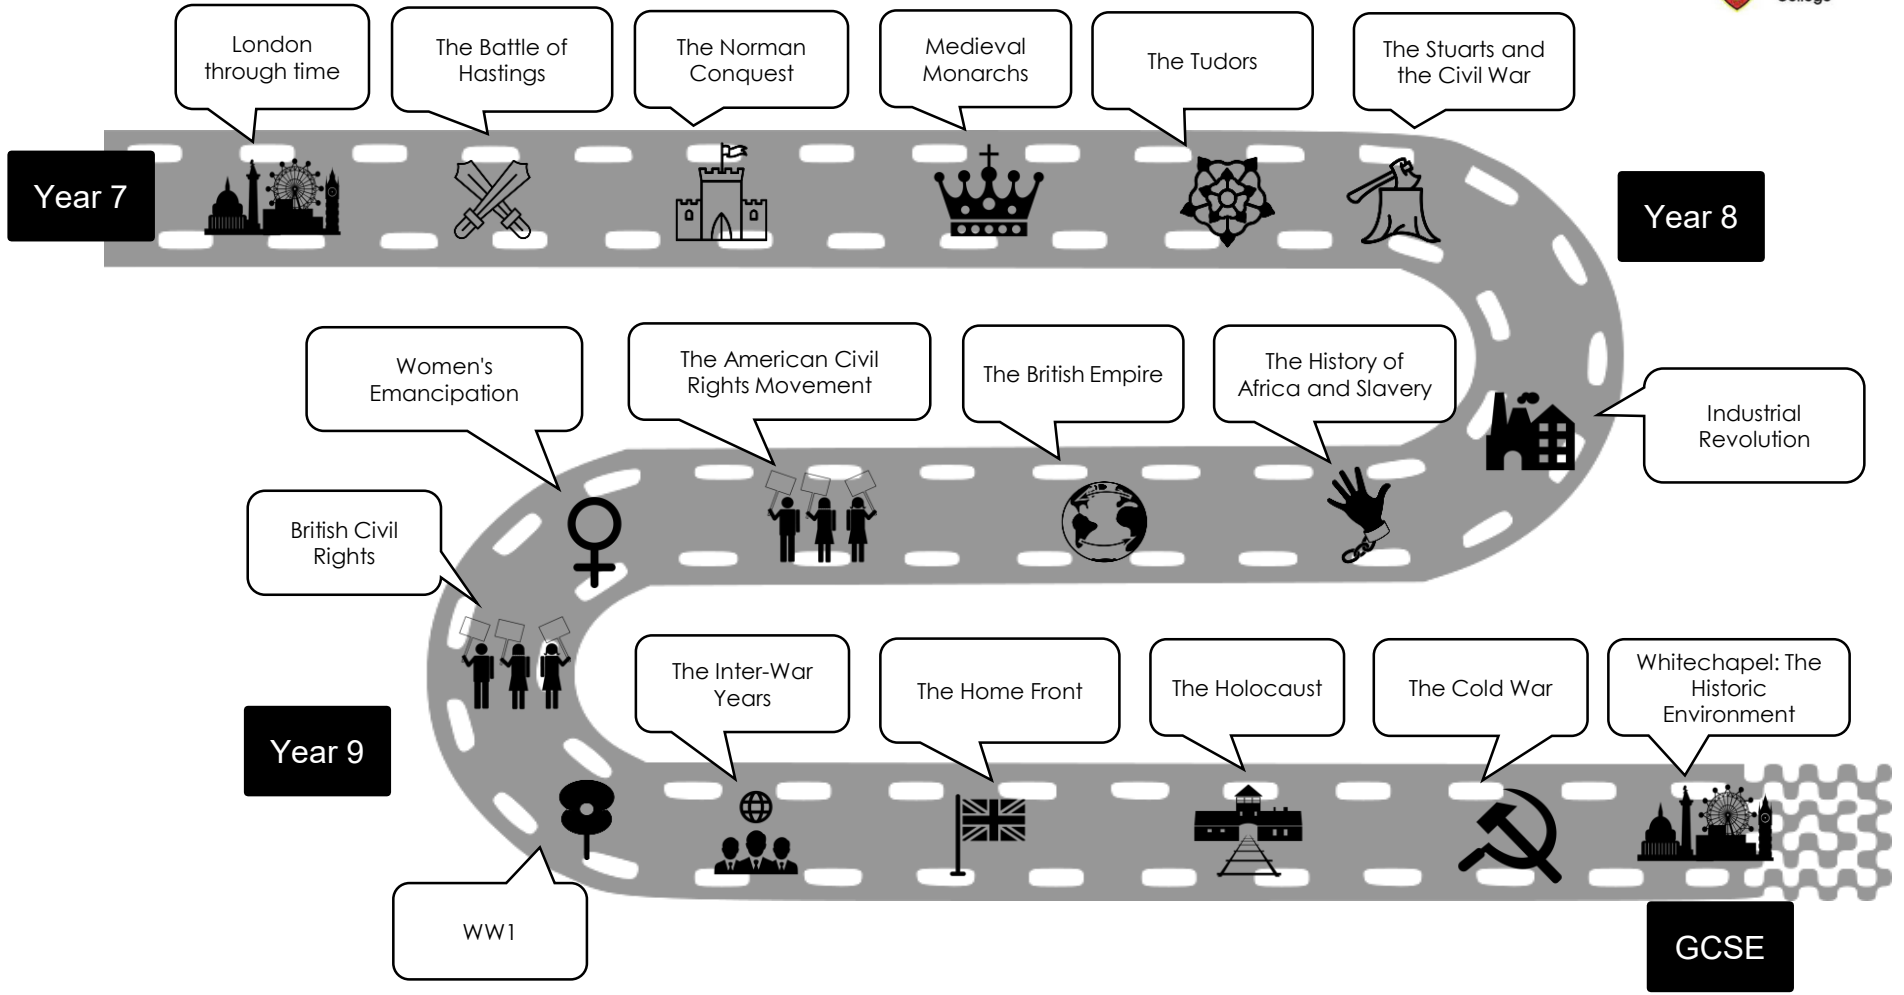 College
London
through time
The Battle of
Hastings
The Norman
Conquest
Medieval
Monarchs
The Tudors
The Stuarts and
the Civil War
Year 7
Year 8
Women's
Emancipation
The American Civil
Rights Movement
The British Empire
The History of
Africa and Slavery
Industrial
Revolution
British Civil
Rights
The Inter-War
Years
The Home Front
The Holocaust
The Cold War
Whitechapel: The
Historic
Environment
Year 9
WW1
GCSE